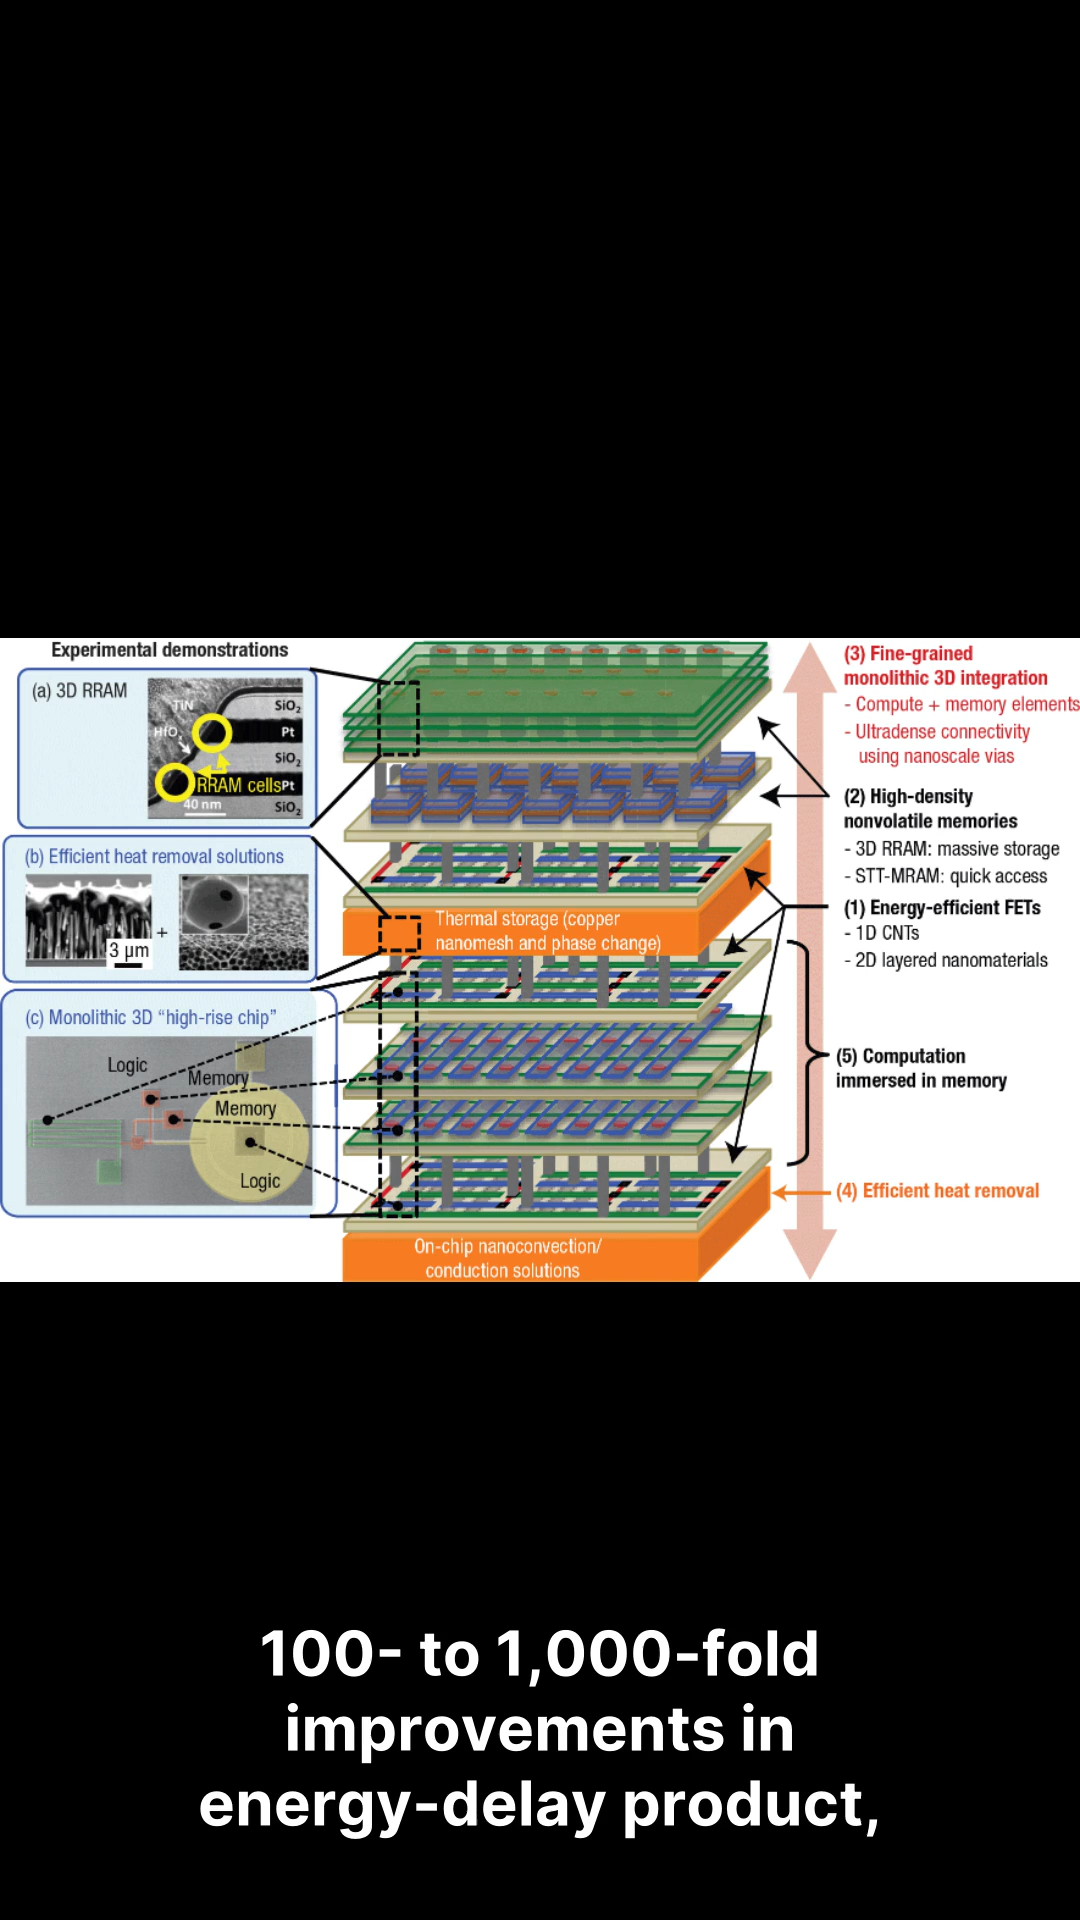 Experimental demonstrations
(a) 3D RRAM
TiN
HfOx
SiO2
Pt
SiO2
RRAM cells
Pt
40 nm
SiO2
(b) Efficient heat removal solutions
3 μm
+
(c) Monolithic 3D “high-rise chip”
Logic
Memory
Memory
Logic
Thermal storage (copper
nanomesh and phase change)
On-chip nanoconvection/
conduction solutions
(3) Fine-grained
monolithic 3D integration
- Compute + memory elements
- Ultradense connectivity
using nanoscale vias
(2) High-density
nonvolatile memories
- 3D RRAM: massive storage
- STT-MRAM: quick access
(1) Energy-efficient FETs
- 1D CNTs
- 2D layered nanomaterials
(5) Computation
immersed in memory
(4) Efficient heat removal
100- to 1,000-fold
improvements in
energy-delay product,